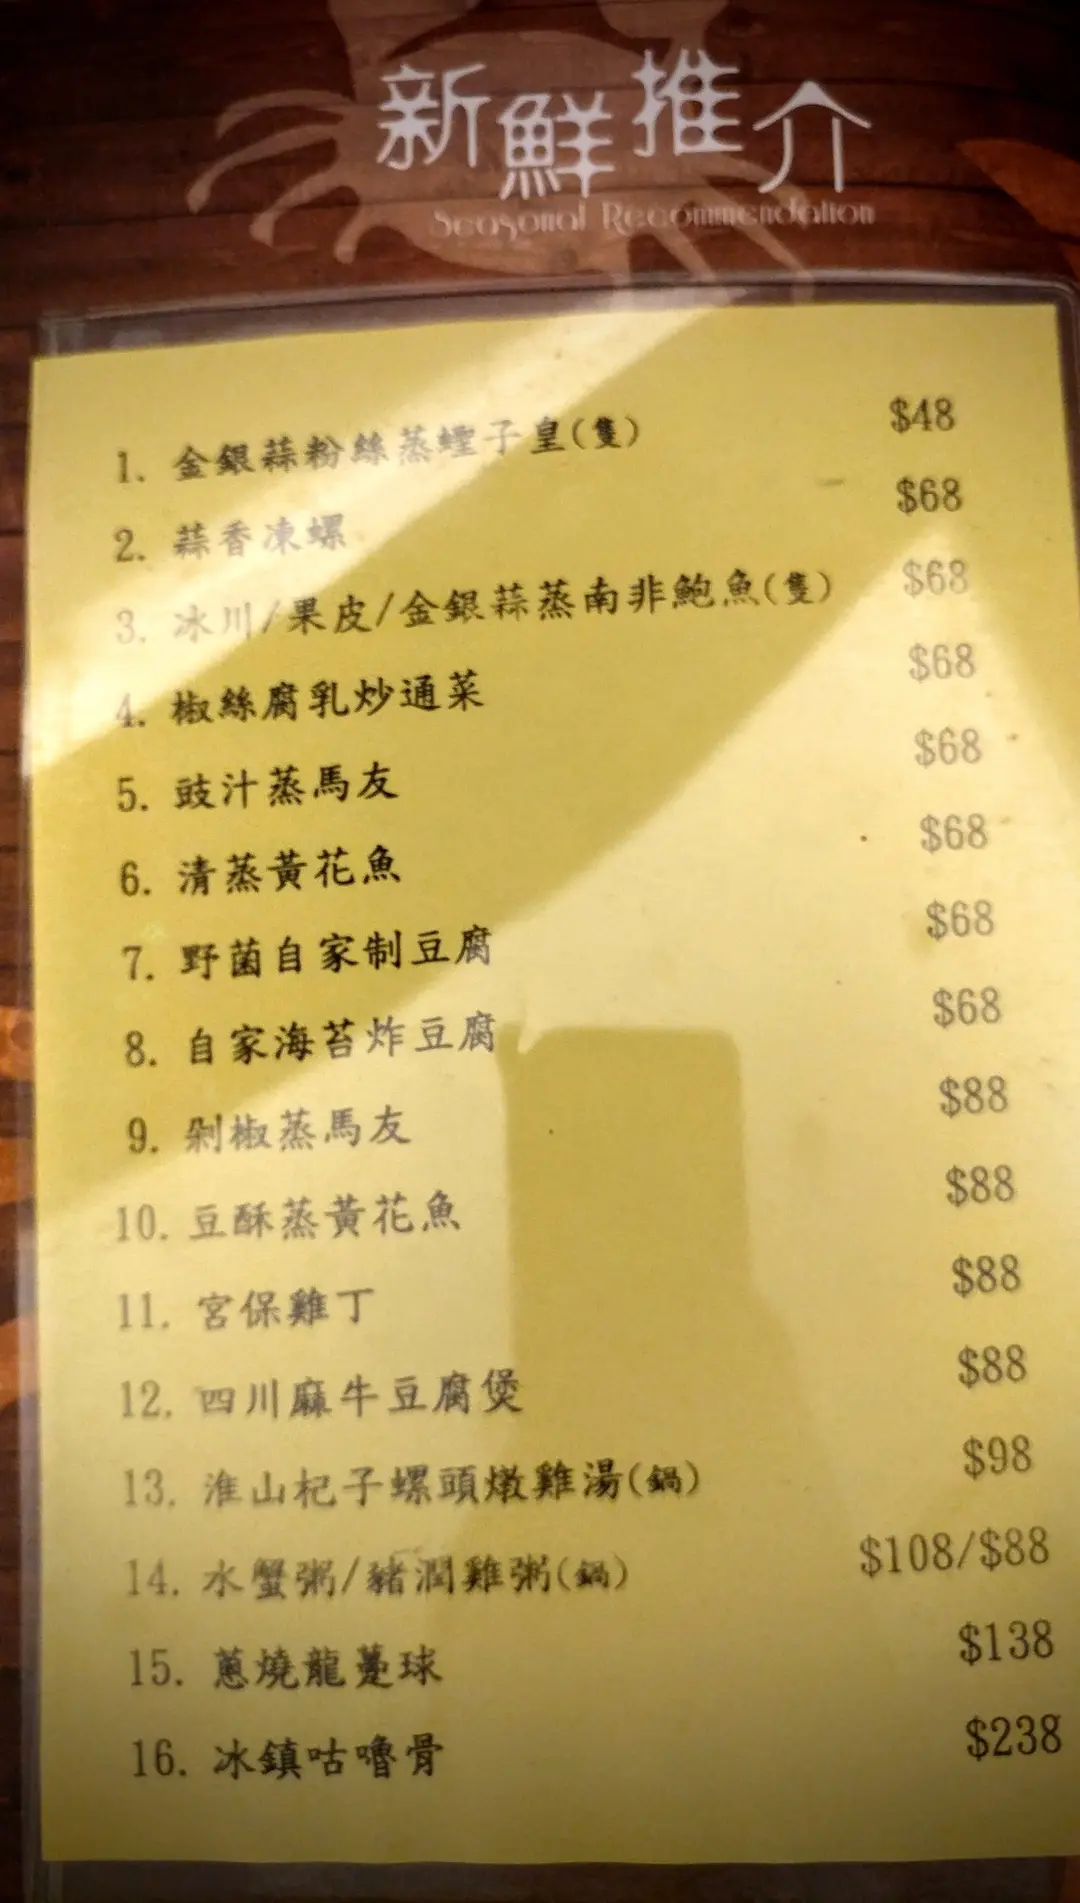 新鮮推介
Seasonal Recommendation
1. 金銀蒜粉絲蒸蟶子皇(隻) $48
2. 蒜香凍螺 $68
3. 冰川/果皮/金銀蒜蒸南非鮑魚(隻) $68
4. 椒絲腐乳炒通菜 $68
5. 豉汁蒸馬友 $68
6. 清蒸黃花魚 $68
7. 野菌自家制豆腐 $68
8. 自家海苔炸豆腐 $68
9. 剁椒蒸馬友 $88
10. 豆酥蒸黃花魚 $88
11. 宮保雞丁 $88
12. 四川麻牛豆腐煲 $88
13. 淮山杞子螺頭燉雞湯(鍋) $98
14. 水蟹粥/豬潤雞粥(鍋) $108/$88
15. 蔥燒龍躉球 $138
16. 冰鎮咕嚕骨 $238